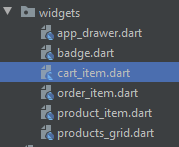 widgets
app_drawer.dart
badge.dart
cart_item.dart
order_item.dart
product_item.dart
products_grid.dart